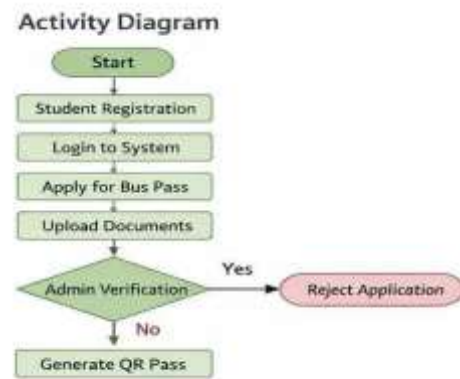 Activity Diagram
Start
Student Registration
Login to System
Apply for Bus Pass
Upload Documents
Admin Verification
Yes
Reject Application
No
Generate QR Pass